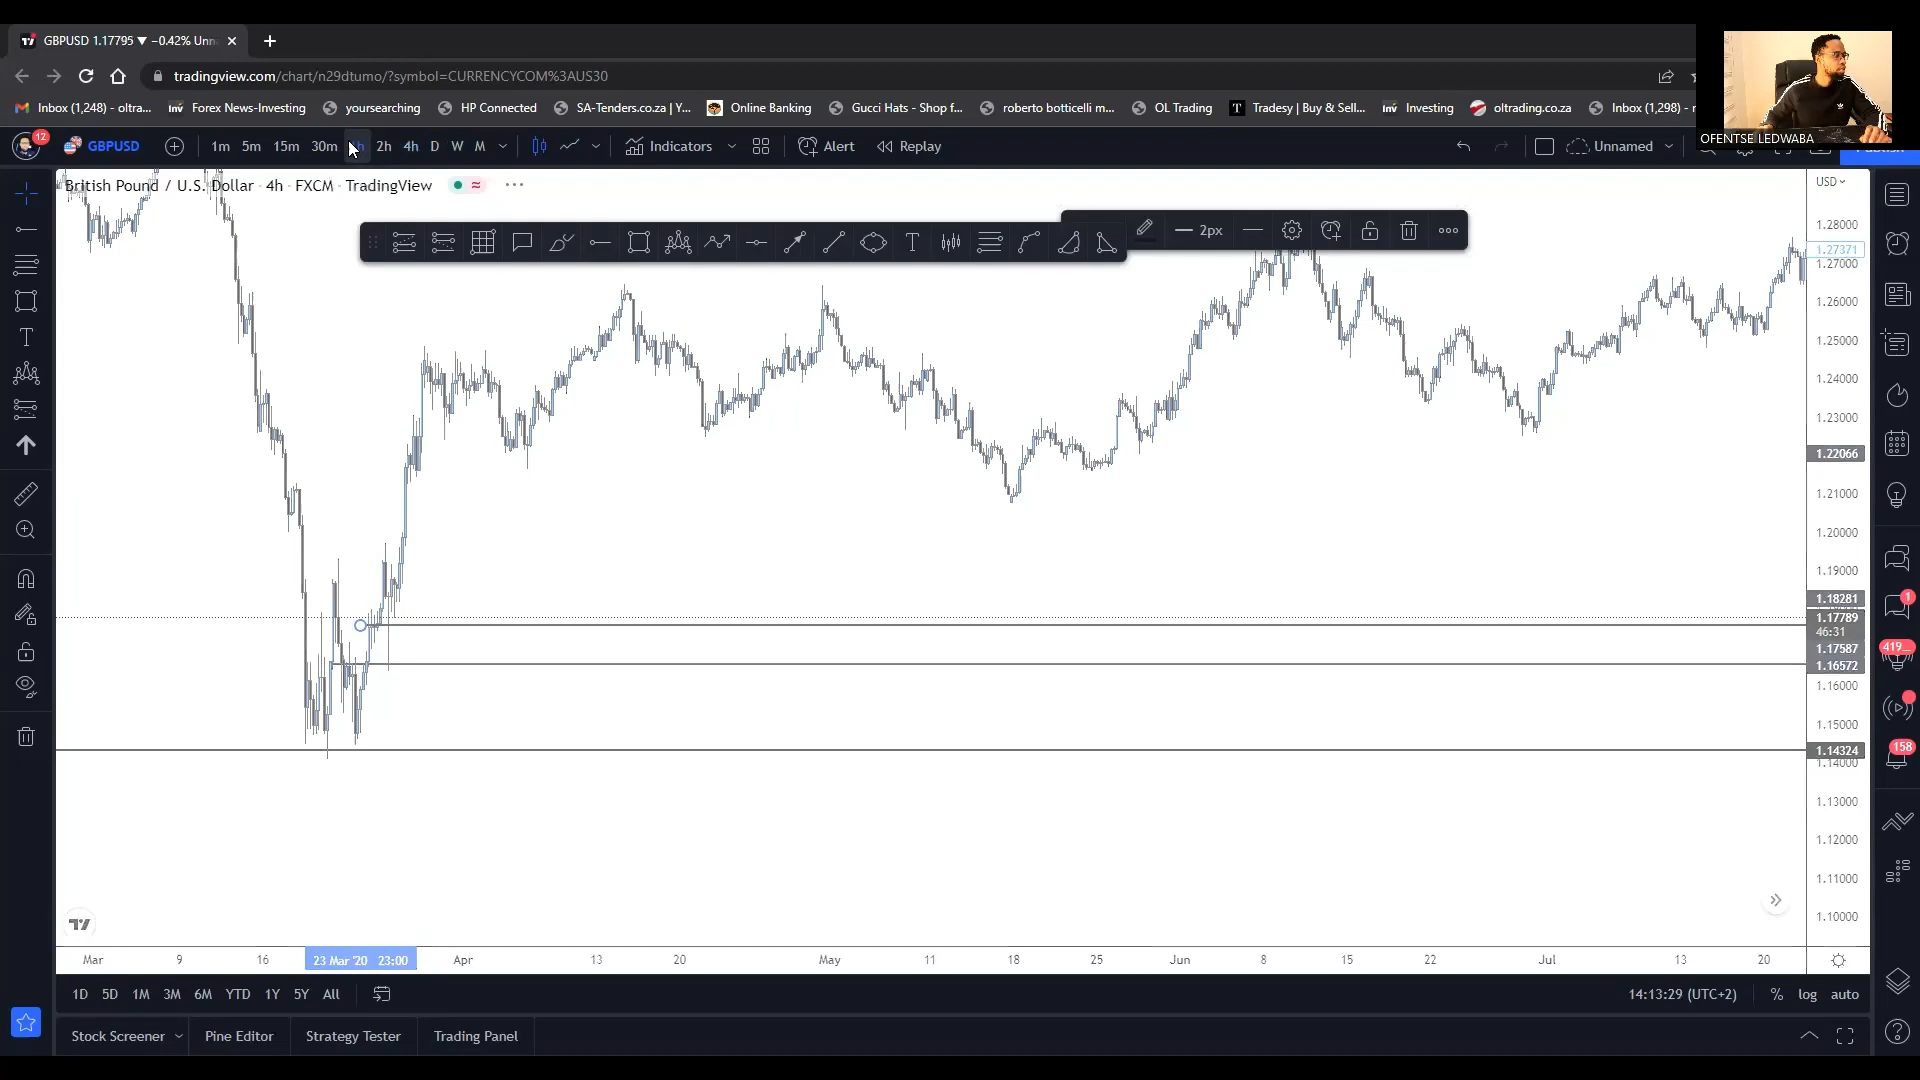 GBPUSD 1.17795 ▼ −0.42% Unn
tradingview.com/chart/n29dtumo/?symbol=CURRENCYCOM%3AUS30
Inbox (1,248) - oltra...
Forex News-Investing
yoursearching
HP Connected
SA-Tenders.co.za | Y...
Online Banking
Gucci Hats - Shop f...
roberto botticelli m...
OL Trading
Tradesy | Buy & Sell...
Investing
oltrading.co.za
Inbox (1,298) - r
OFENTSE LEDWABA
12
GBPUSD
1m 5m 15m 30m h 2h 4h D W M
Indicators
Alert
Replay
Unnamed
British Pound / U.S. Dollar · 4h · FXCM · TradingView
2px
USD
1.28000
1.27371
1.27000
1.26000
1.25000
1.24000
1.23000
1.22066
1.21000
1.20000
1.19000
1.18281
1.17789
46:31
1.17587
1.16572
1.16000
1.15000
1.14324
1.14000
1.13000
1.12000
1.11000
1.10000
1
419...
158
Mar 9 16 23 Mar '20 23:00 Apr 13 20 May 11 18 25 Jun 8 15 22 Jul 13 20
1D 5D 1M 3M 6M YTD 1Y 5Y All
14:13:29 (UTC+2) % log auto
Stock Screener
Pine Editor
Strategy Tester
Trading Panel